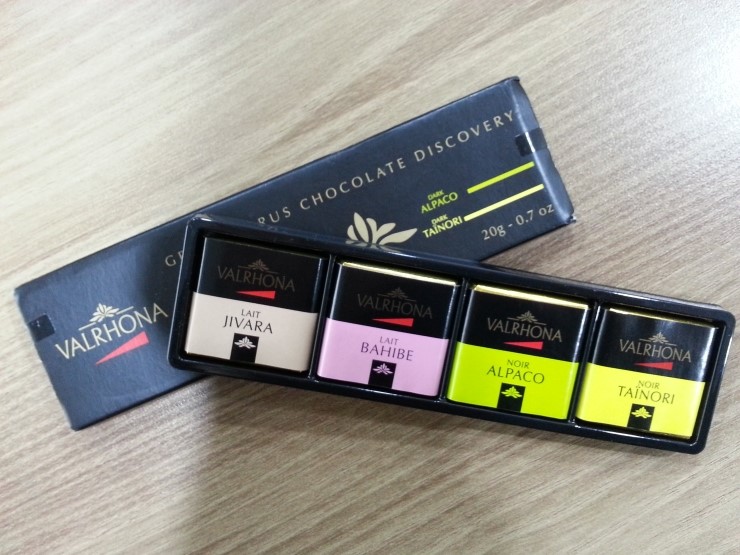 VALRHONA
RUS CHOCOLATE DISCOVERY
DARK
ALPACO
DARK
TAÏNORI
20g - 0.7 oz
VALRHONA
LAIT
JIVARA
VALRHONA
LAIT
BAHIBE
VALRHONA
NOIR
ALPACO
VALRHONA
NOIR
TAÏNORI